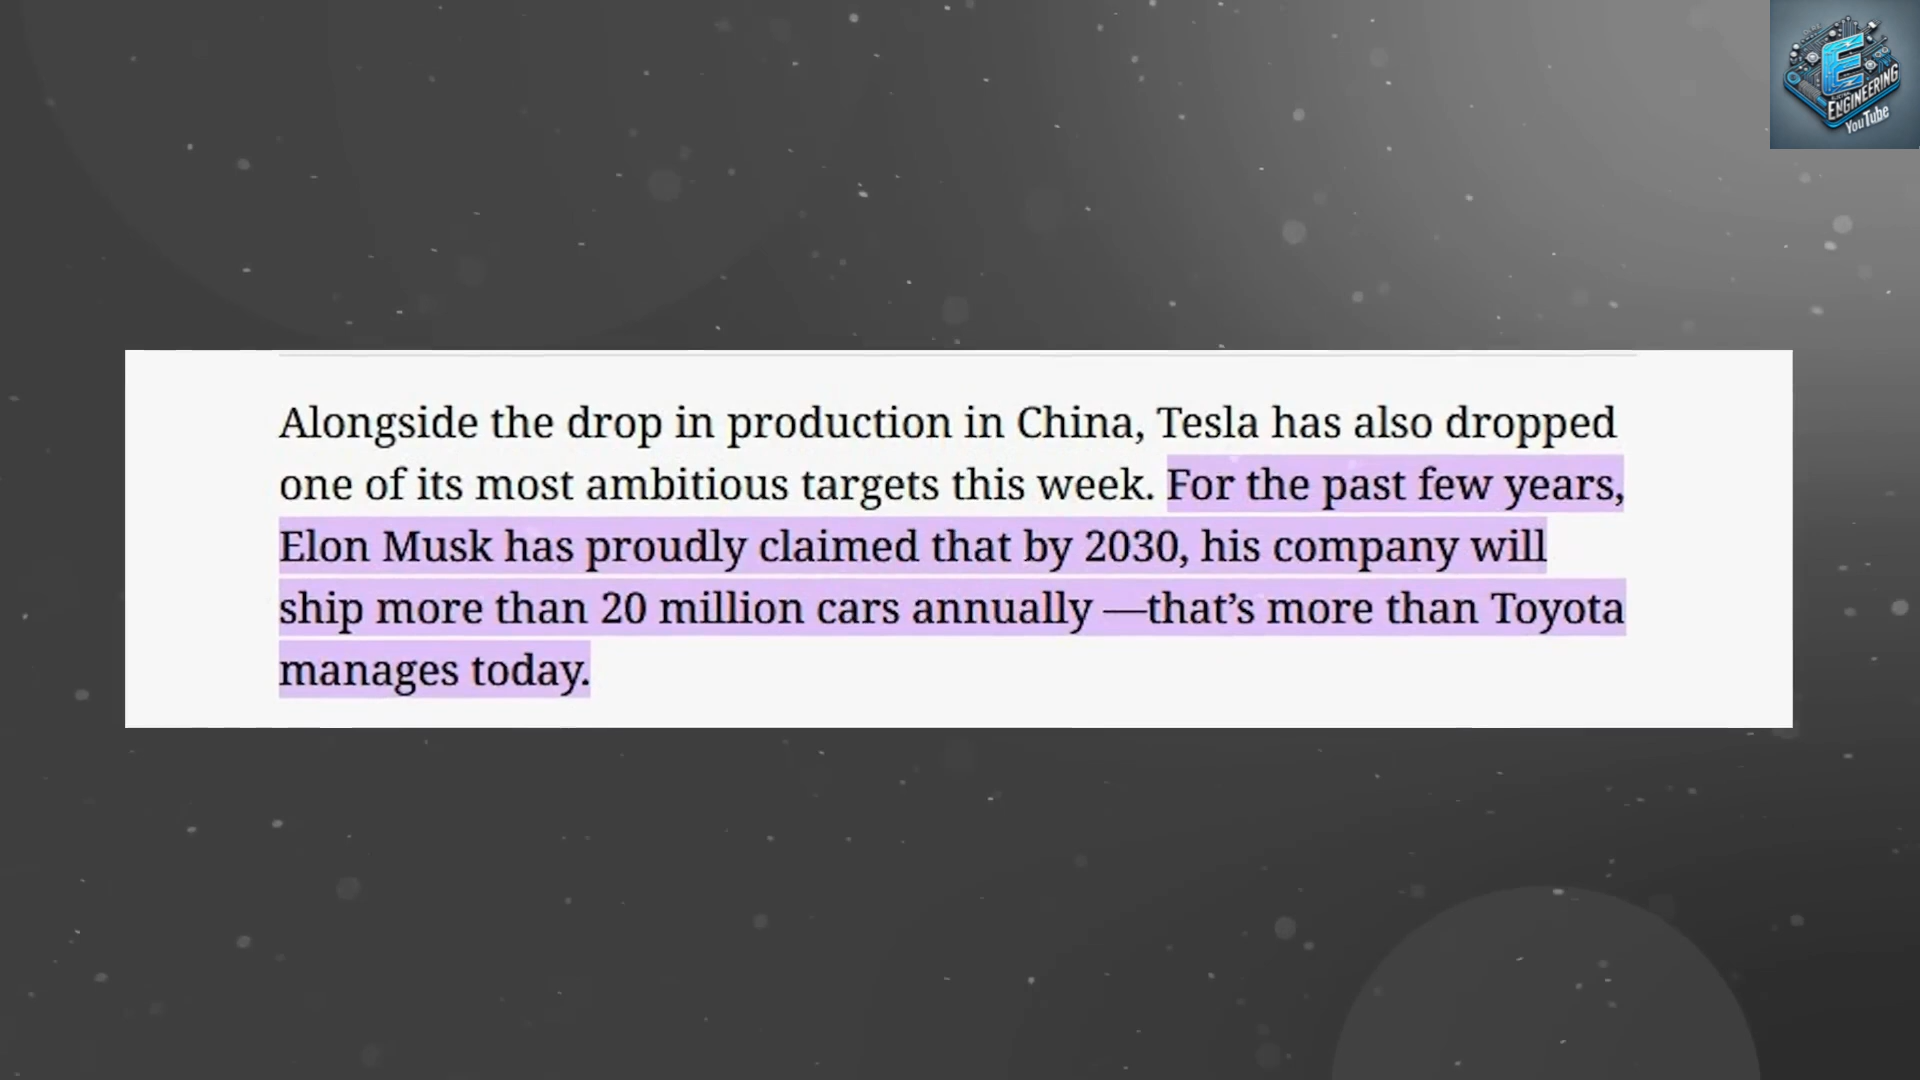 E
ENGINEERING
YouTube
Alongside the drop in production in China, Tesla has also dropped
one of its most ambitious targets this week. For the past few years,
Elon Musk has proudly claimed that by 2030, his company will
ship more than 20 million cars annually —that’s more than Toyota
manages today.